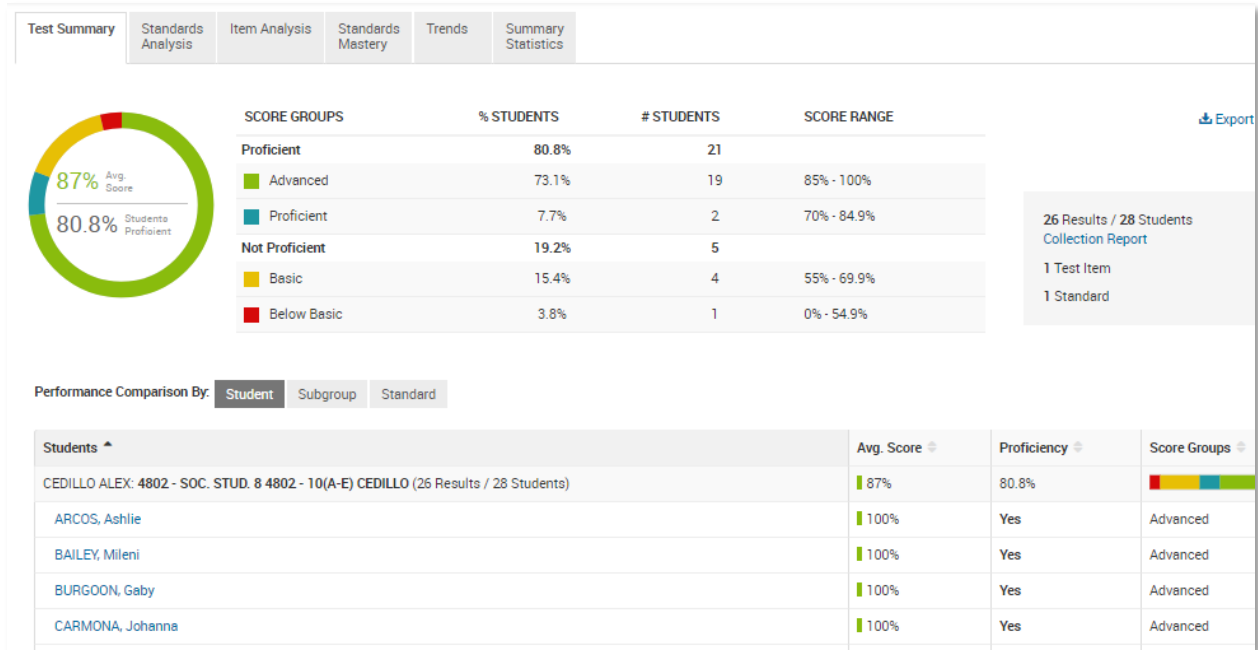 Test Summary
Standards Analysis
Item Analysis
Standards Mastery
Trends
Summary Statistics
SCORE GROUPS % STUDENTS # STUDENTS SCORE RANGE
Export
Proficient 80.8% 21
87% Avg. Score
Advanced 73.1% 19 85% - 100%
80.8% Students Proficient
Proficient 7.7% 2 70% - 84.9%
Not Proficient 19.2% 5
Basic 15.4% 4 55% - 69.9%
Below Basic 3.8% 1 0% - 54.9%
26 Results / 28 Students
Collection Report
1 Test Item
1 Standard
Performance Comparison By: Student Subgroup Standard
Students Avg. Score Proficiency Score Groups
CEDILLO ALEX: 4802 - SOC. STUD. 8 4802 - 10(A-E) CEDILLO (26 Results / 28 Students) 87% 80.8%
ARCOS, Ashlie 100% Yes Advanced
BAILEY, Mileni 100% Yes Advanced
BURGOON, Gaby 100% Yes Advanced
CARMONA, Johanna 100% Yes Advanced